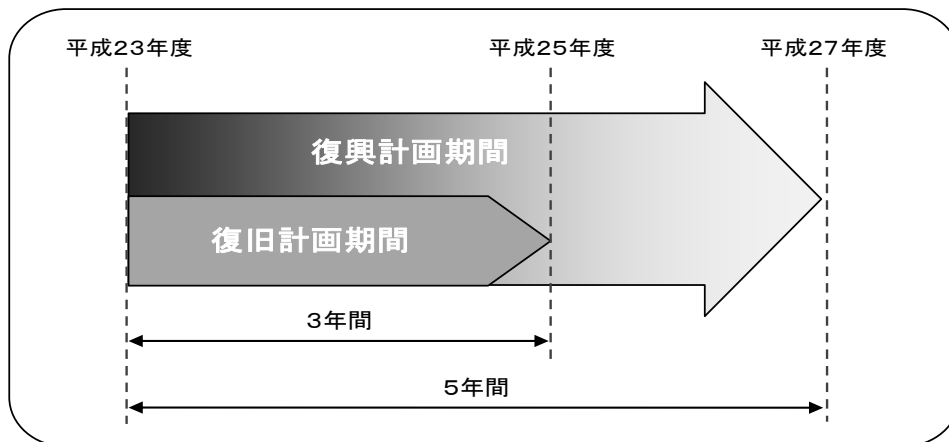 平成23年度
平成25年度
平成27年度
復興計画期間
復旧計画期間
3年間
5年間